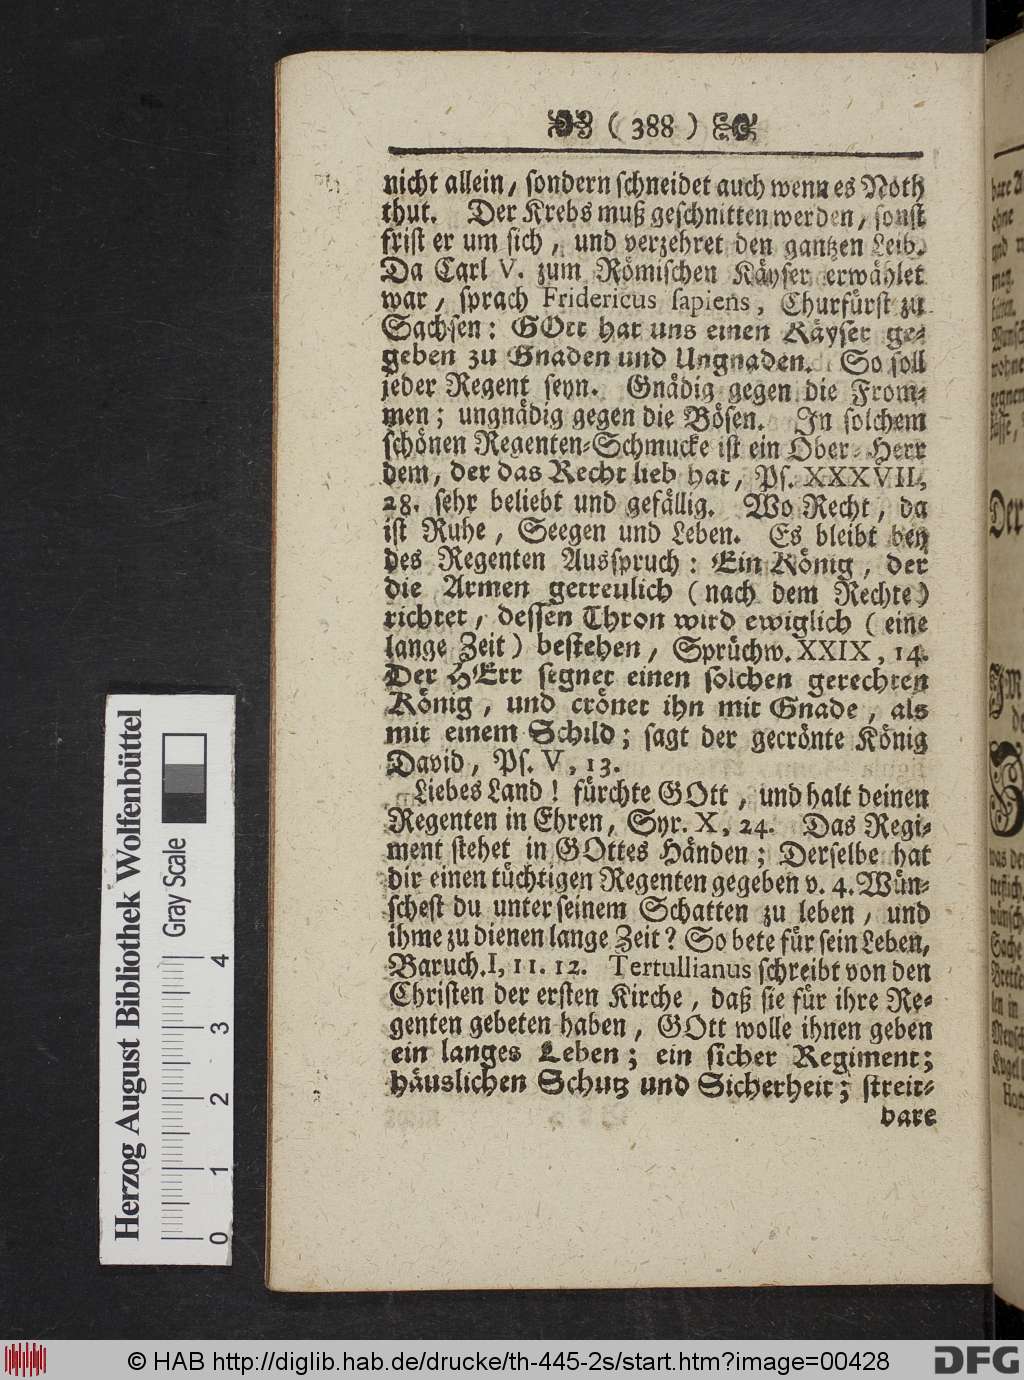 ( 388 )
nicht allein, sondern schneidet auch wenn es Noth
thut. Der Krebs muß geschnitten werden, sonst
frist er um sich, und verzehret den gantzen Leib.
Da Carl V. zum Römischen Käyser erwählet
war, sprach Fridericus sapiens, Churfürst zu
Sachsen: GOtt hat uns einen Käyser ge-
geben zu Gnaden und Ungnaden. So soll
jeder Regent seyn. Gnädig gegen die From-
men; ungnädig gegen die Bösen. In solchem
schönen Regenten-Schmucke ist ein Ober-Herr
dem, der das Recht lieb hat, Ps. XXXVII,
28. sehr beliebt und gefällig. Wo Recht, da
ist Ruhe, Seegen und Leben. Es bleibt bey
des Regenten Ausspruch: Ein König, der
die Armen getreulich (nach dem Rechte)
richtet, dessen Thron wird ewiglich (eine
lange Zeit) bestehen, Sprüchw. XXIX, 14.
Der HErr segnet einen solchen gerechten
König, und crönet ihn mit Gnade, als
mit einem Schild; sagt der gecrönte König
David, Ps. V, 13.
Liebes Land! fürchte GOtt, und halt deinen
Regenten in Ehren, Syr. X, 24. Das Regi-
ment stehet in GOttes Händen; Derselbe hat
dir einen tüchtigen Regenten gegeben v. 4. Wün-
schest du unter seinem Schatten zu leben, und
ihme zu dienen lange Zeit? So bete für sein Leben,
Baruch. I, 11. 12. Tertullianus schreibt von den
Christen der ersten Kirche, daß sie für ihre Re-
genten gebeten haben, GOtt wolle ihnen geben
ein langes Leben; ein sicher Regiment;
häuslichen Schutz und Sicherheit; streit-
bare
Herzog August Bibliothek Wolfenbüttel
Gray Scale
0 1 2 3 4
bare
ohne
und
Der
IM
was de
Sache
len in
Mensch
© HAB http://diglib.hab.de/drucke/th-445-2s/start.htm?image=00428
DFG